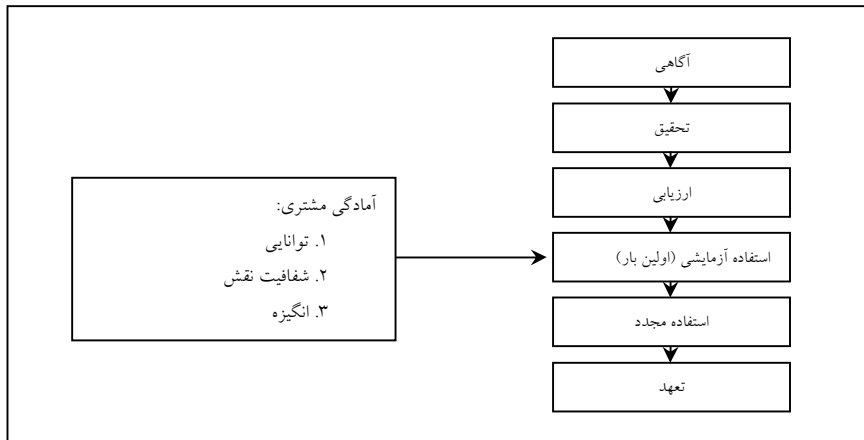 آگاهی
تحقیق
ارزیابی
آمادگی مشتری:
۱. توانایی
۲. شفافیت نقش
۳. انگیزه
استفاده آزمایشی (اولین بار)
استفاده مجدد
تعهد